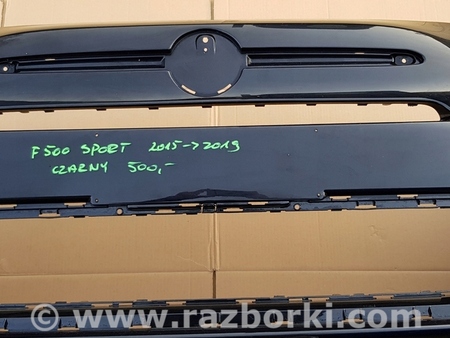 F500 SPORT 2015->2019
CZARNY 500,-
© - www.razborki.com